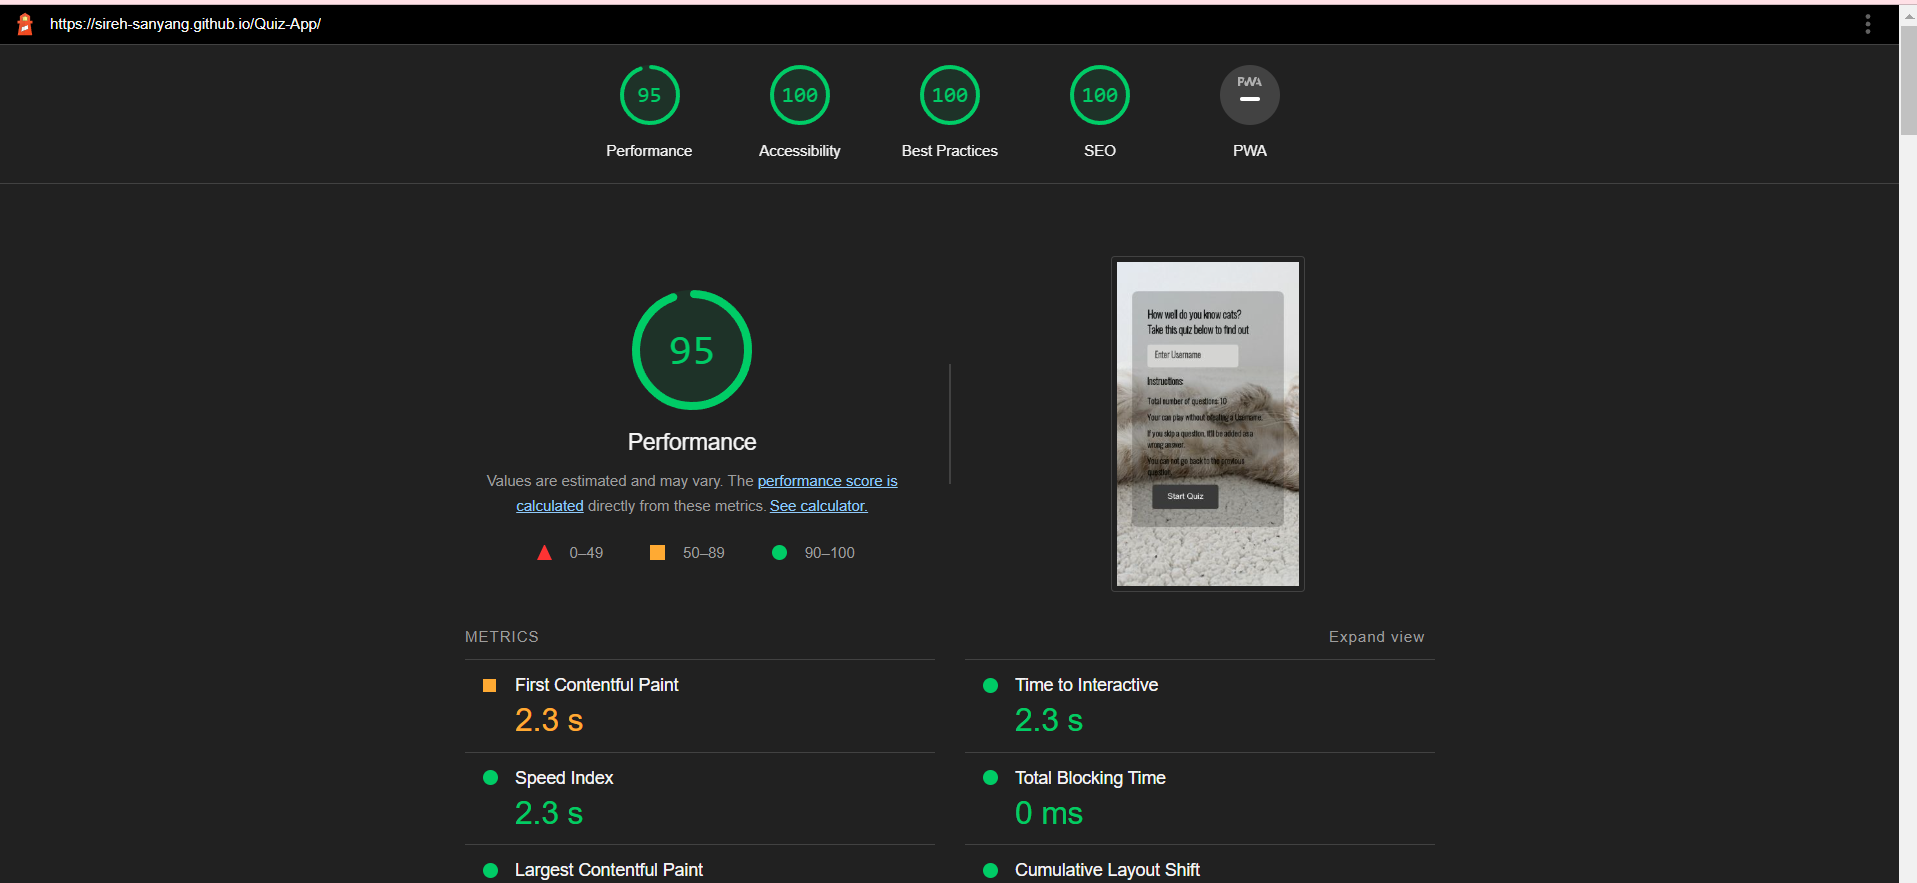 https://sireh-sanyang.github.io/Quiz-App/
95
100
100
100
PWA
Performance
Accessibility
Best Practices
SEO
PWA
95
Performance
Values are estimated and may vary. The performance score is
calculated directly from these metrics. See calculator.
0–49
50–89
90–100
How well do you know cats?
Take this quiz below to find out
Enter Username
Instructions:
Total number of questions: 10
Your can play without entating a Username.
If you skip a question. It'll be added as a
wrong answer.
You can not go back to the previous
question.
Start Quiz
METRICS
Expand view
First Contentful Paint
2.3 s
Time to Interactive
2.3 s
Speed Index
2.3 s
Total Blocking Time
0 ms
Largest Contentful Paint
Cumulative Layout Shift